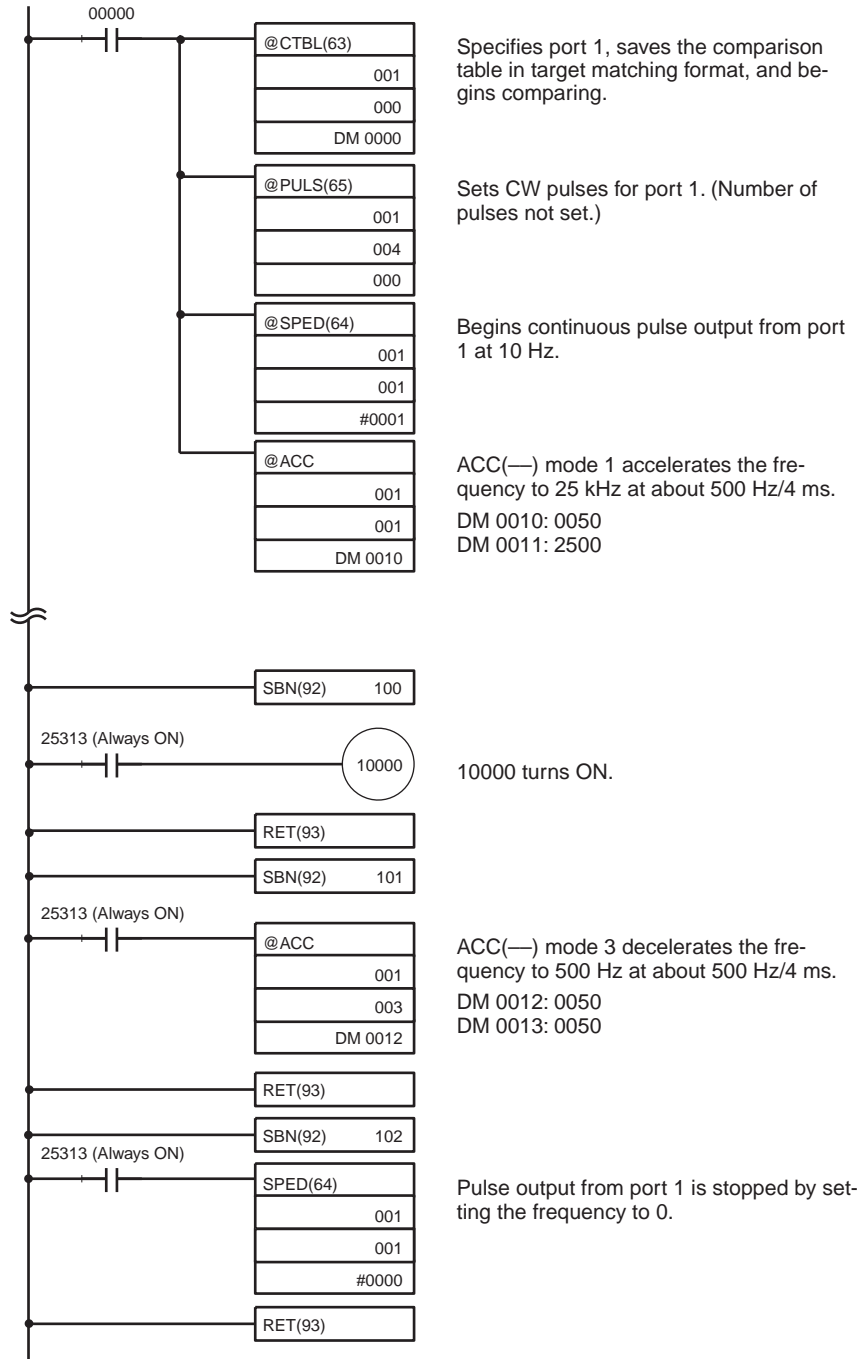 00000
@CTBL(63)
001
000
DM 0000
Specifies port 1, saves the comparison
table in target matching format, and be-
gins comparing.
@PULS(65)
001
004
000
Sets CW pulses for port 1. (Number of
pulses not set.)
@SPED(64)
001
001
#0001
Begins continuous pulse output from port
1 at 10 Hz.
@ACC
001
001
DM 0010
ACC(––) mode 1 accelerates the fre-
quency to 25 kHz at about 500 Hz/4 ms.
DM 0010: 0050
DM 0011: 2500
SBN(92) 100
25313 (Always ON)
10000
10000 turns ON.
RET(93)
SBN(92) 101
25313 (Always ON)
@ACC
001
003
DM 0012
ACC(––) mode 3 decelerates the fre-
quency to 500 Hz at about 500 Hz/4 ms.
DM 0012: 0050
DM 0013: 0050
RET(93)
SBN(92) 102
25313 (Always ON)
SPED(64)
001
001
#0000
Pulse output from port 1 is stopped by set-
ting the frequency to 0.
RET(93)